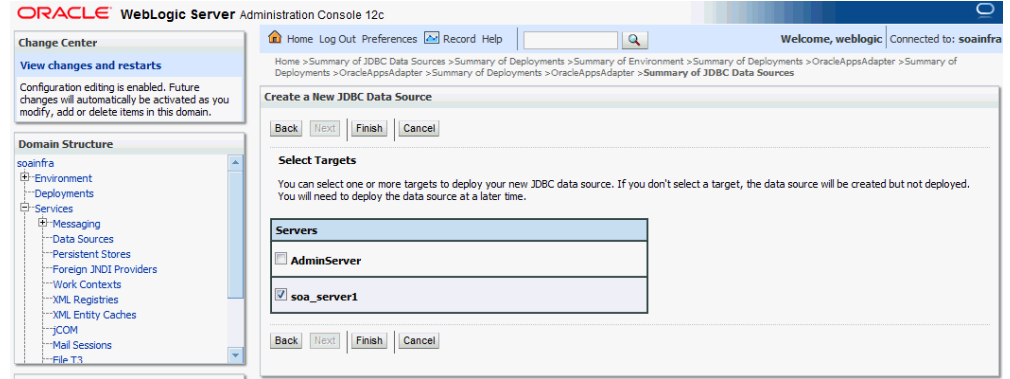 ORACLE WebLogic Server Administration Console 12c
Change Center
View changes and restarts
Configuration editing is enabled. Future
changes will automatically be activated as you
modify, add or delete items in this domain.
Domain Structure
soainfra
Environment
Deployments
Services
Messaging
Data Sources
Persistent Stores
Foreign JNDI Providers
Work Contexts
XML Registries
XML Entity Caches
jCOM
Mail Sessions
File T3
Home Log Out Preferences Record Help
Welcome, weblogic Connected to: soainfra
Home >Summary of JDBC Data Sources >Summary of Deployments >Summary of Environment >Summary of Deployments >OracleAppsAdapter >Summary of
Deployments >OracleAppsAdapter >Summary of Deployments >OracleAppsAdapter >Summary of JDBC Data Sources
Create a New JDBC Data Source
Back Next Finish Cancel
Select Targets
You can select one or more targets to deploy your new JDBC data source. If you don't select a target, the data source will be created but not deployed.
You will need to deploy the data source at a later time.
Servers
AdminServer
soa_server1
Back Next Finish Cancel